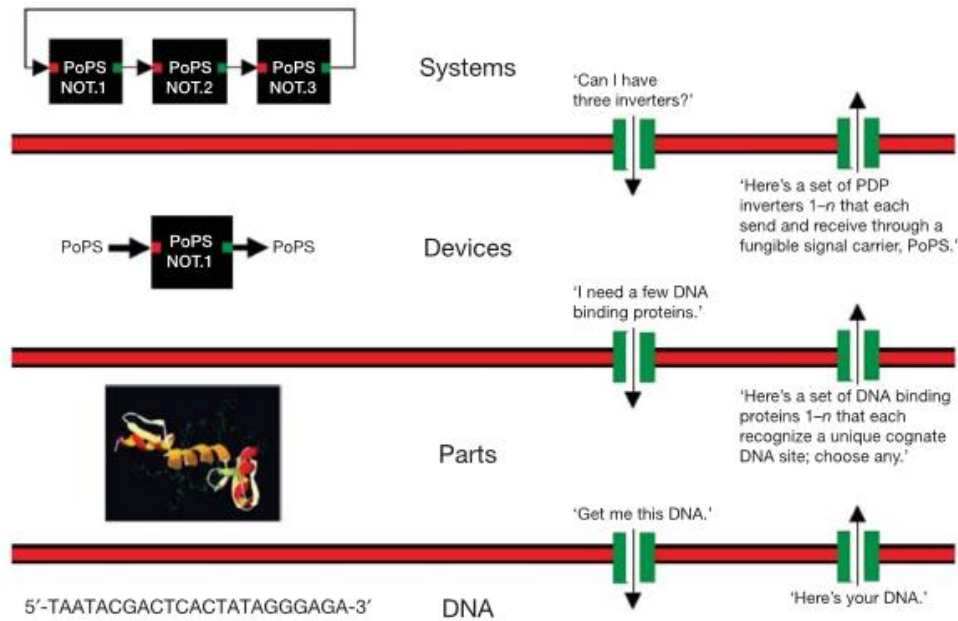 PoPS
NOT.1
PoPS
NOT.2
PoPS
NOT.3
Systems
‘Can I have
three inverters?’
‘Here’s a set of PDP
inverters 1–n that each
send and receive through a
fungible signal carrier, PoPS.’
PoPS
PoPS
NOT.1
PoPS
Devices
‘I need a few DNA
binding proteins.’
‘Here’s a set of DNA binding
proteins 1–n that each
recognize a unique cognate
DNA site; choose any.’
Parts
‘Get me this DNA.’
‘Here’s your DNA.’
5′-TAATACGACTCACTATAGGGAGA-3′
DNA